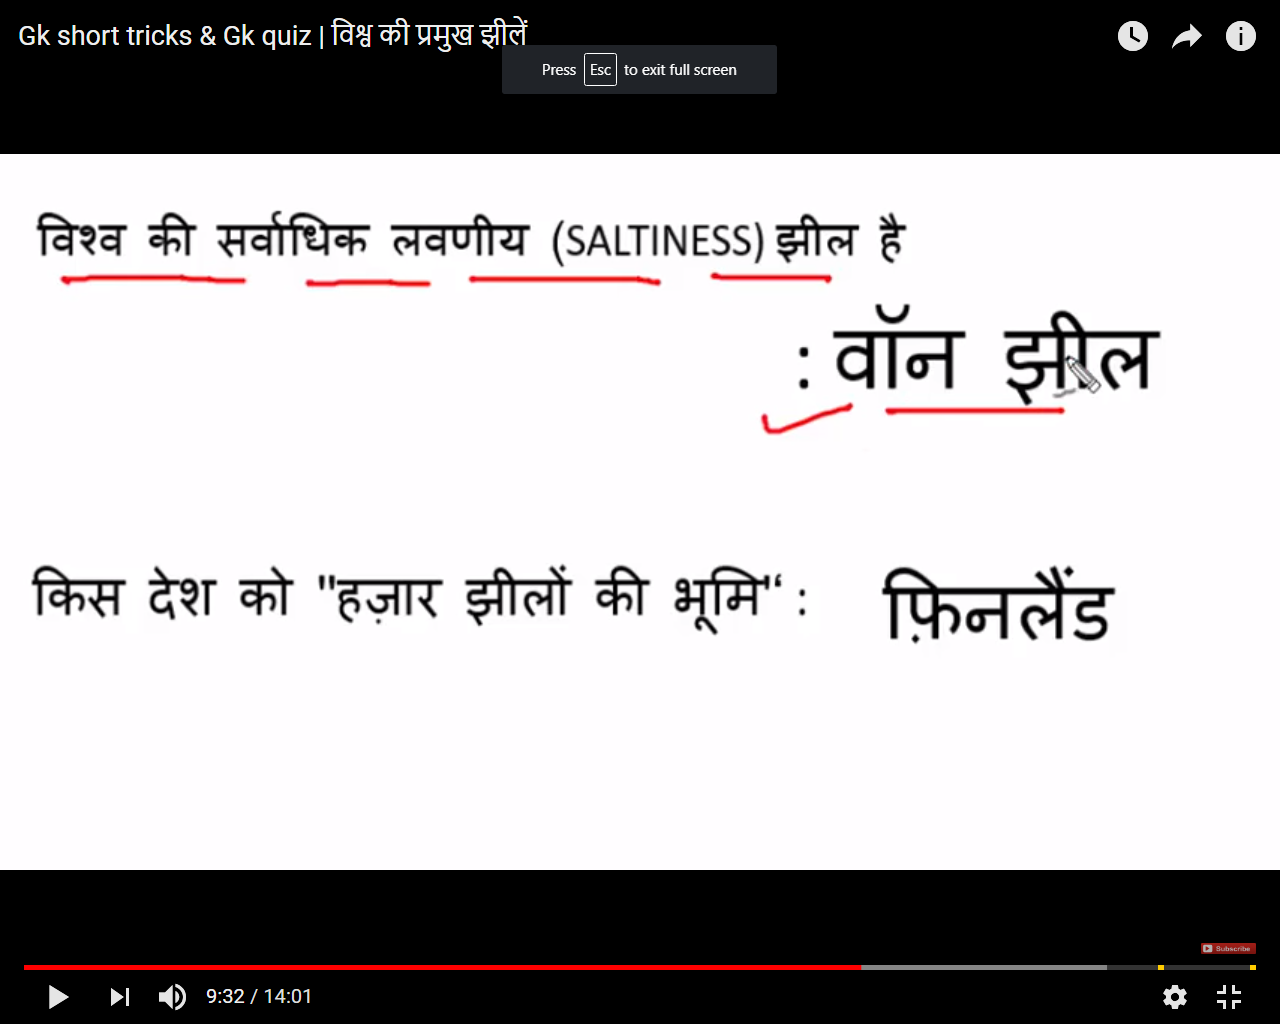 Gk short tricks & Gk quiz | विश्व की प्रमुख झीलें
Press Esc to exit full screen
विश्व की सर्वाधिक लवणीय (SALTINESS) झील है
: वॉन झील
किस देश को "हज़ार झीलों की भूमि"‘ : फ़िनलैंड
Subscribe
9:32 / 14:01